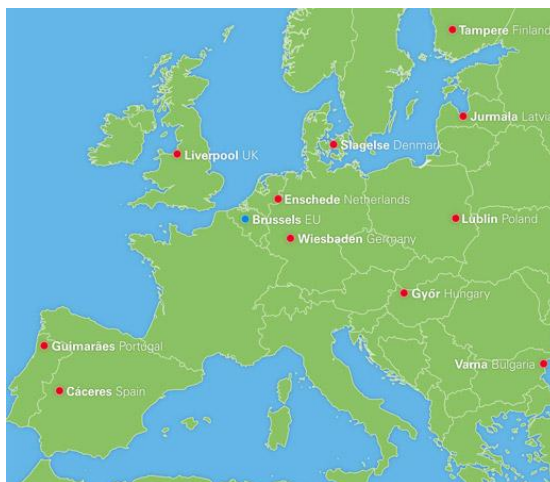 Tampere Finland
Jurmala Latvia
Slagelse Denmark
Liverpool UK
Enschede Netherlands
Brussels EU
Lublin Poland
Wiesbaden Germany
Győr Hungary
Guimarães Portugal
Varna Bulgaria
Cáceres Spain